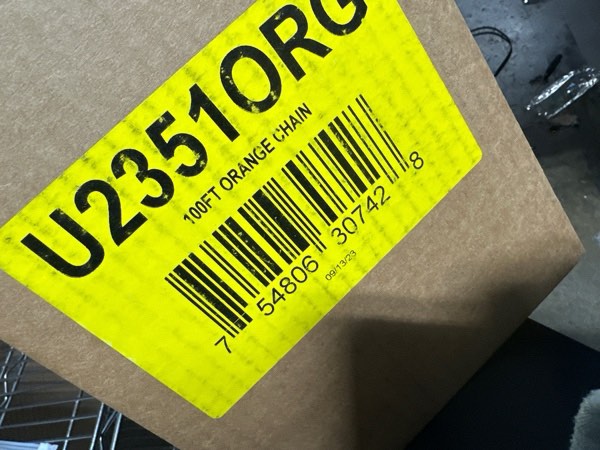 U2351ORG
100FT ORANGE CHAIN
7 54806 30742 8
09/13/23